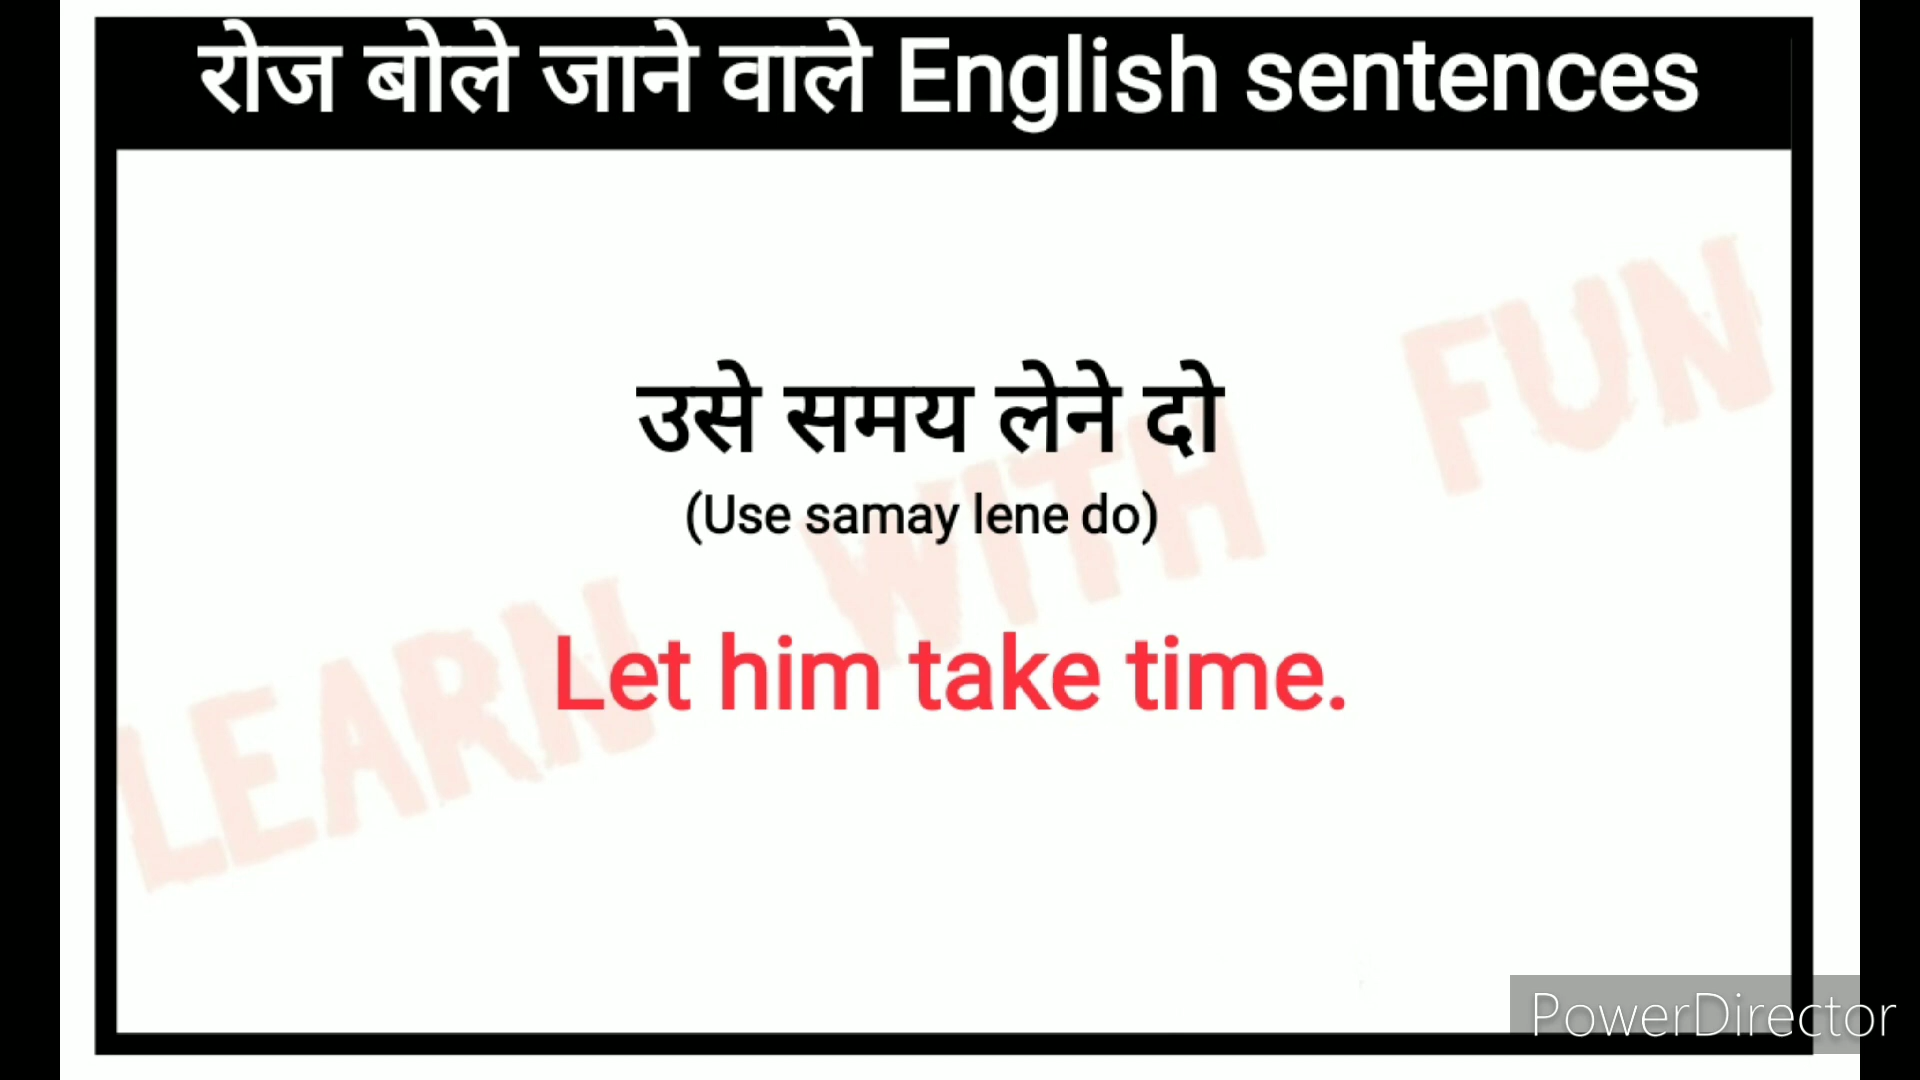 रोज बोले जाने वाले English sentences
उसे समय लेने दो
(Use samay lene do)
Let him take time.
LEARN WITH FUN
PowerDirector